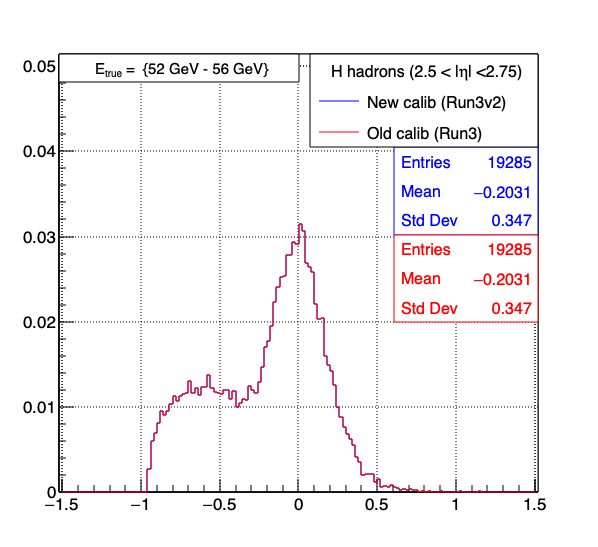 E_true = {52 GeV - 56 GeV}
H hadrons (2.5 < |η| <2.75)
New calib (Run3v2)
Old calib (Run3)
Entries 19285
Mean −0.2031
Std Dev 0.347
Entries 19285
Mean −0.2031
Std Dev 0.347
0.05
0.04
0.03
0.02
0.01
0
−1.5 −1 −0.5 0 0.5 1 1.5